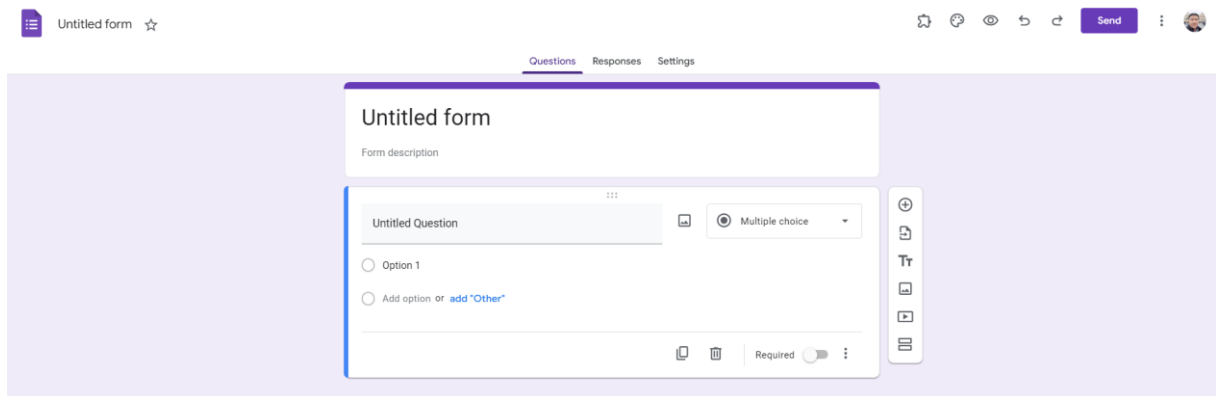 Untitled form
Send
Questions Responses Settings
Untitled form
Form description
Untitled Question
Multiple choice
Option 1
Add option or add "Other"
Required